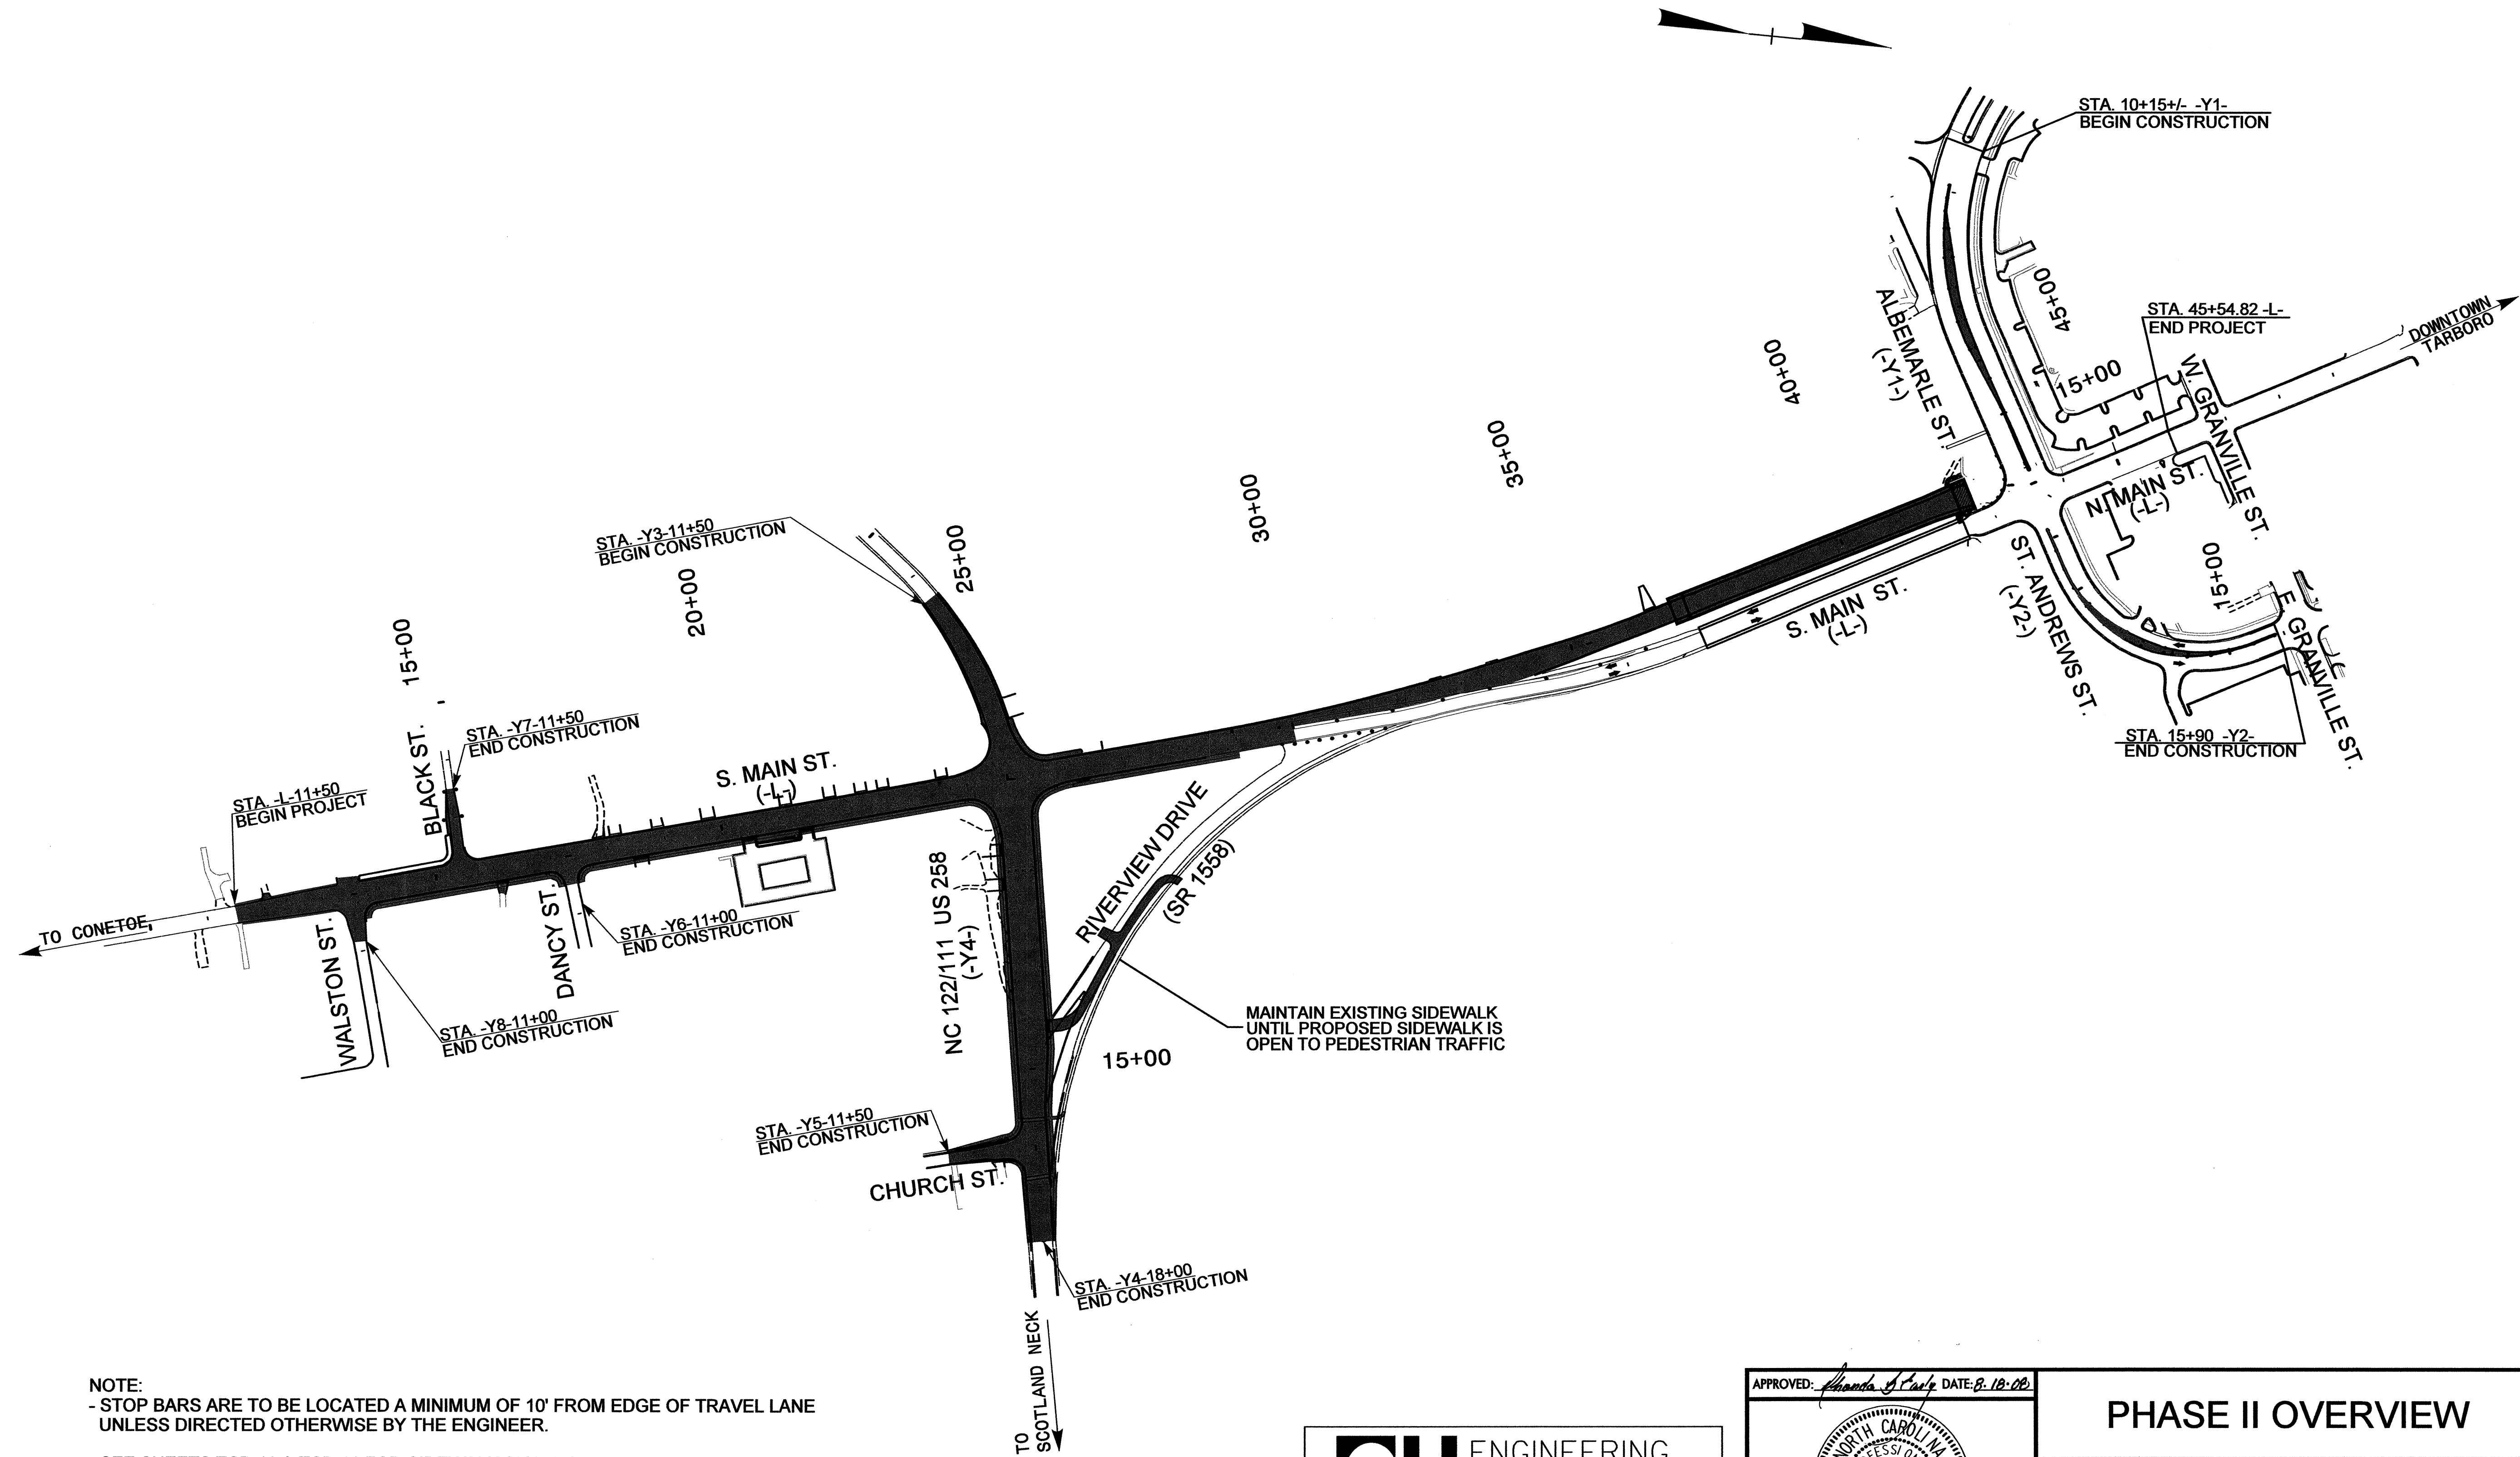 STA. 10+15+/- -Y1-
BEGIN CONSTRUCTION
ALBEMARLE ST.
(-Y1-)
45+00
STA. 45+54.82 -L-
END PROJECT
DOWNTOWN
TARBORO
15+00
W. GRANVILLE ST.
N. MAIN ST.
(-L-)
40+00
35+00
30+00
25+00
20+00
15+00
STA. -Y3-11+50
BEGIN CONSTRUCTION
ST. ANDREWS ST.
(-Y2-)
15+00
E GRANVILLE ST.
S. MAIN ST.
(-L-)
STA. 15+90 -Y2-
END CONSTRUCTION
STA. -Y7-11+50
END CONSTRUCTION
BLACK ST.
S. MAIN ST.
(-L-)
STA. -L-11+50
BEGIN PROJECT
TO CONETOE
WALSTON ST.
DANCY ST.
STA. -Y6-11+00
END CONSTRUCTION
STA. -Y8-11+00
END CONSTRUCTION
NC 122/111 US 258
(-Y4-)
RIVERVIEW DRIVE
(SR 1558)
MAINTAIN EXISTING SIDEWALK
UNTIL PROPOSED SIDEWALK IS
OPEN TO PEDESTRIAN TRAFFIC
15+00
STA. -Y5-11+50
END CONSTRUCTION
CHURCH ST.
STA. -Y4-18+00
END CONSTRUCTION
TO
SCOTLAND NECK
NOTE:
- STOP BARS ARE TO BE LOCATED A MINIMUM OF 10' FROM EDGE OF TRAVEL LANE
UNLESS DIRECTED OTHERWISE BY THE ENGINEER.
ENGINEERING
APPROVED: DATE: 8.18.08
NORTH CAROLINA
PHASE II OVERVIEW